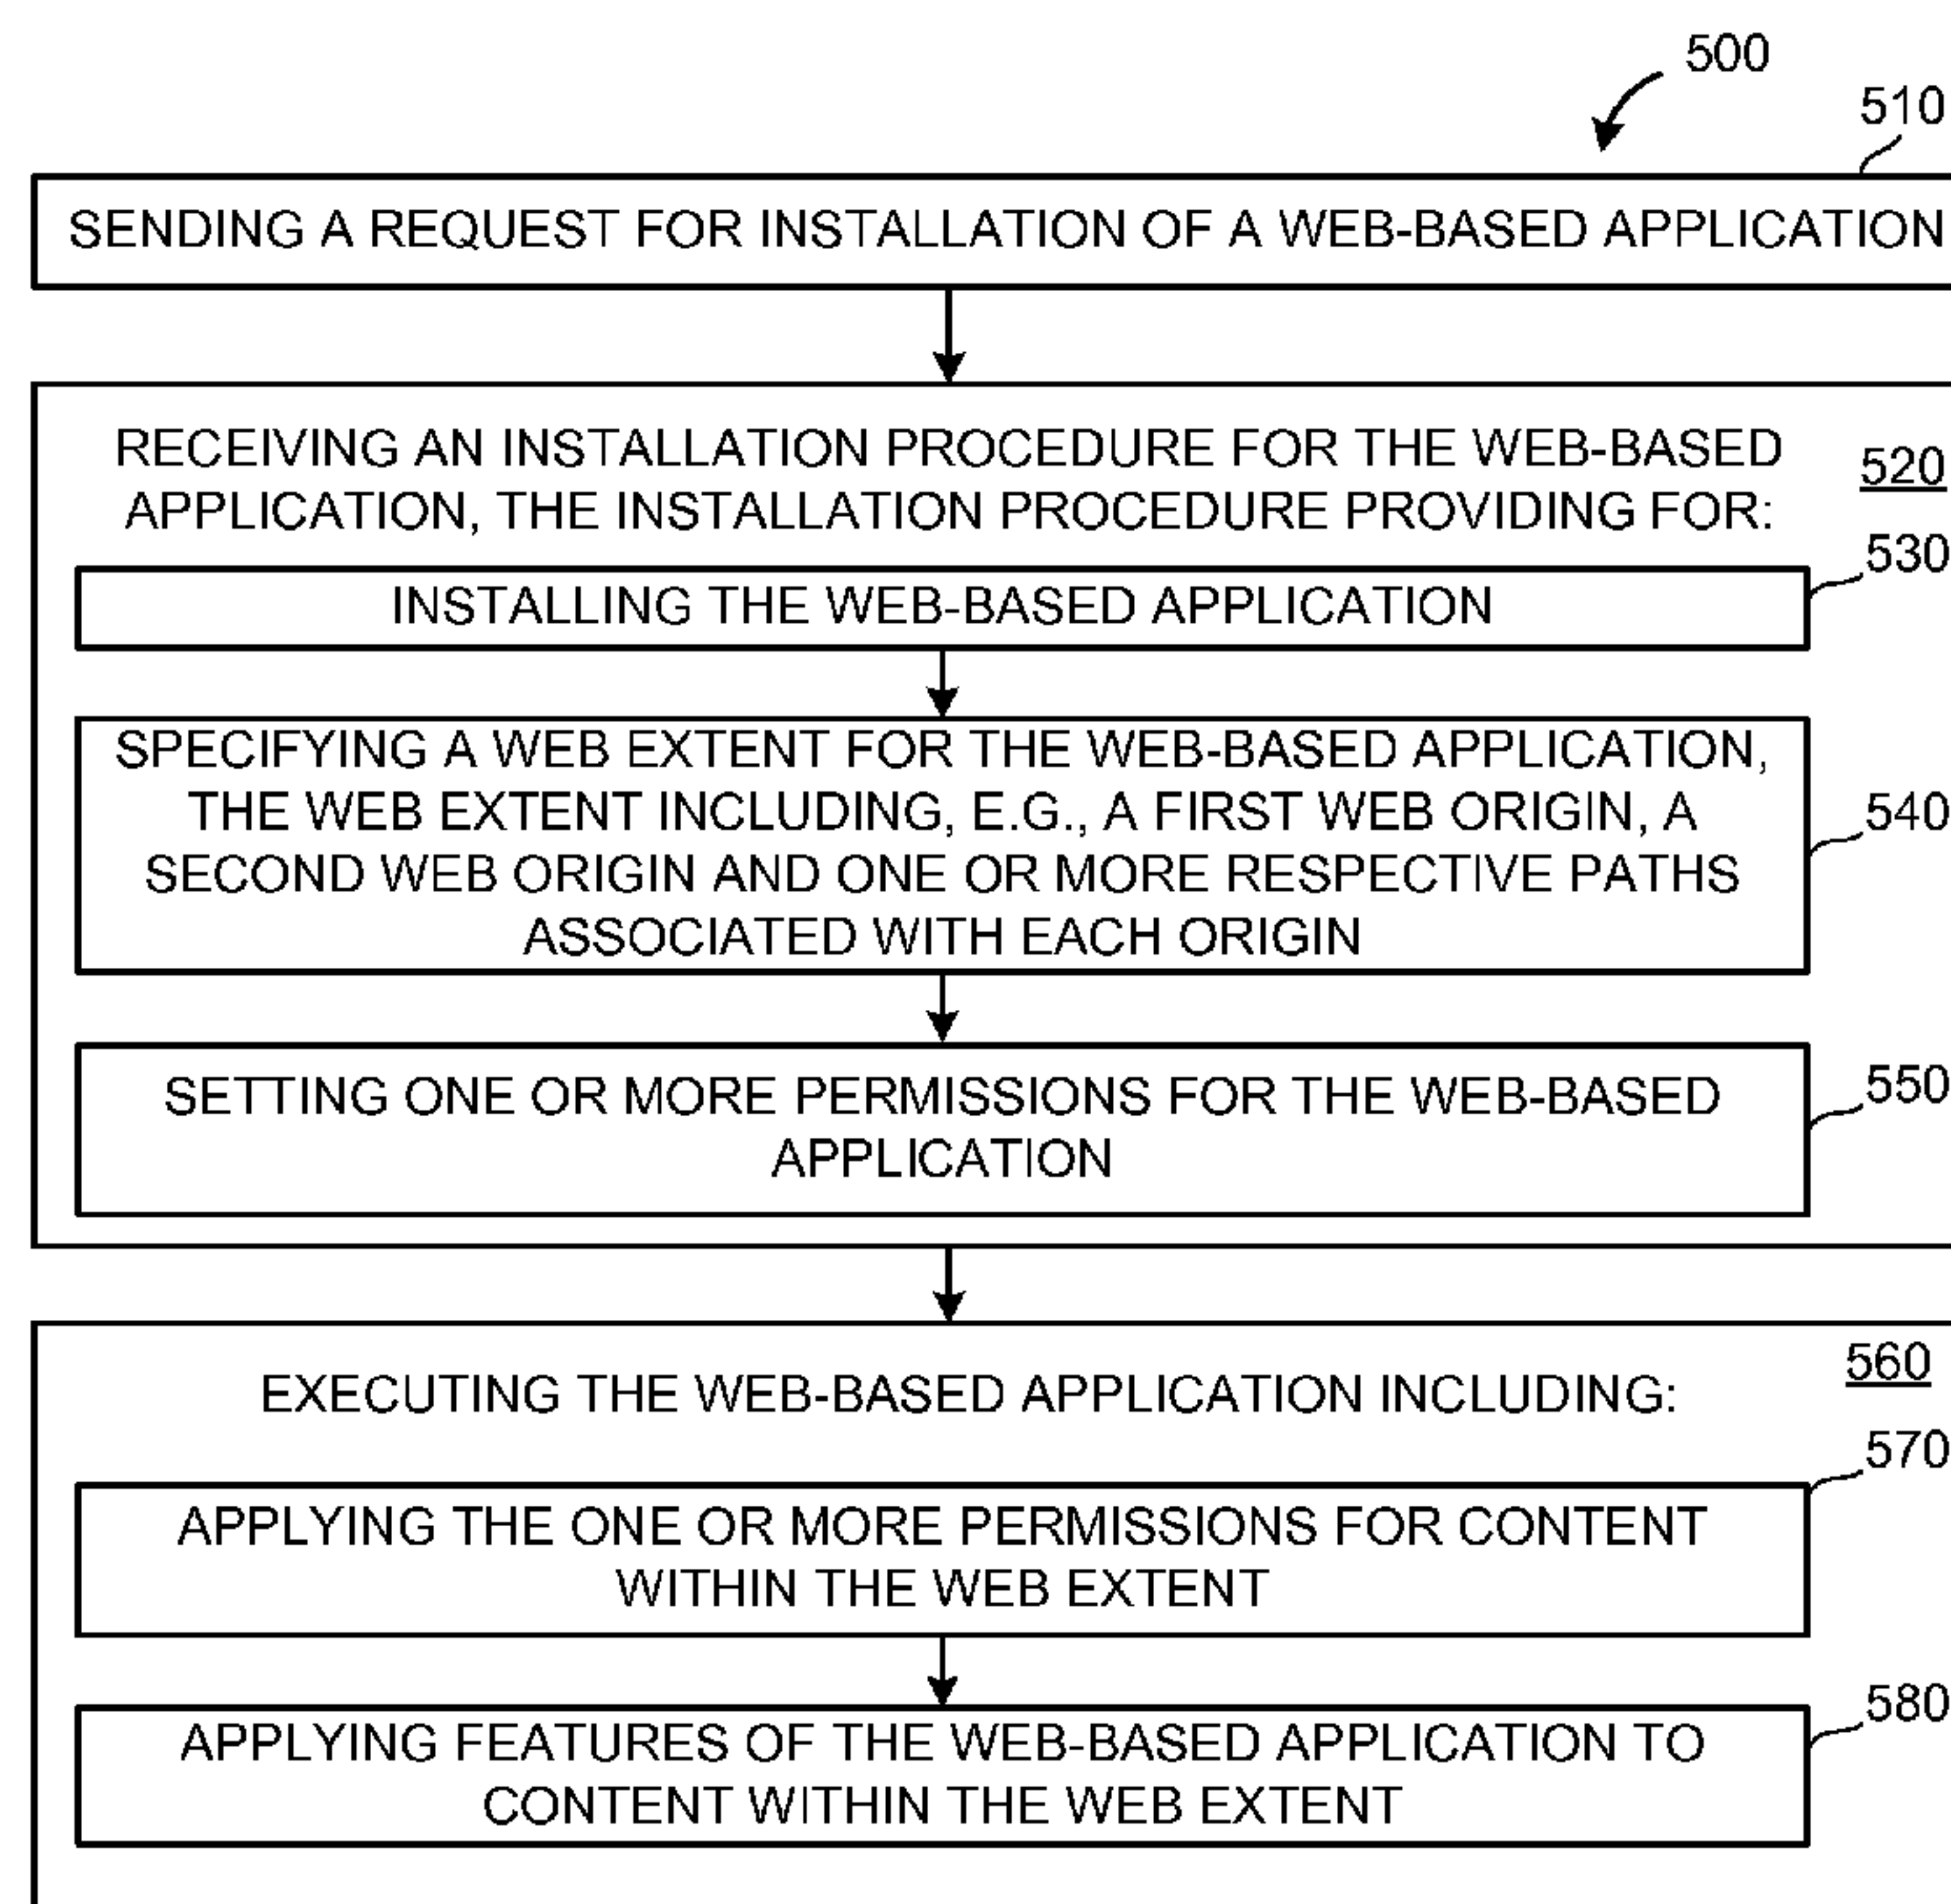 500
510
SENDING A REQUEST FOR INSTALLATION OF A WEB-BASED APPLICATION
RECEIVING AN INSTALLATION PROCEDURE FOR THE WEB-BASED
APPLICATION, THE INSTALLATION PROCEDURE PROVIDING FOR:
520
530
INSTALLING THE WEB-BASED APPLICATION
SPECIFYING A WEB EXTENT FOR THE WEB-BASED APPLICATION,
THE WEB EXTENT INCLUDING, E.G., A FIRST WEB ORIGIN, A
SECOND WEB ORIGIN AND ONE OR MORE RESPECTIVE PATHS
ASSOCIATED WITH EACH ORIGIN
540
SETTING ONE OR MORE PERMISSIONS FOR THE WEB-BASED
APPLICATION
550
560
EXECUTING THE WEB-BASED APPLICATION INCLUDING:
570
APPLYING THE ONE OR MORE PERMISSIONS FOR CONTENT
WITHIN THE WEB EXTENT
580
APPLYING FEATURES OF THE WEB-BASED APPLICATION TO
CONTENT WITHIN THE WEB EXTENT